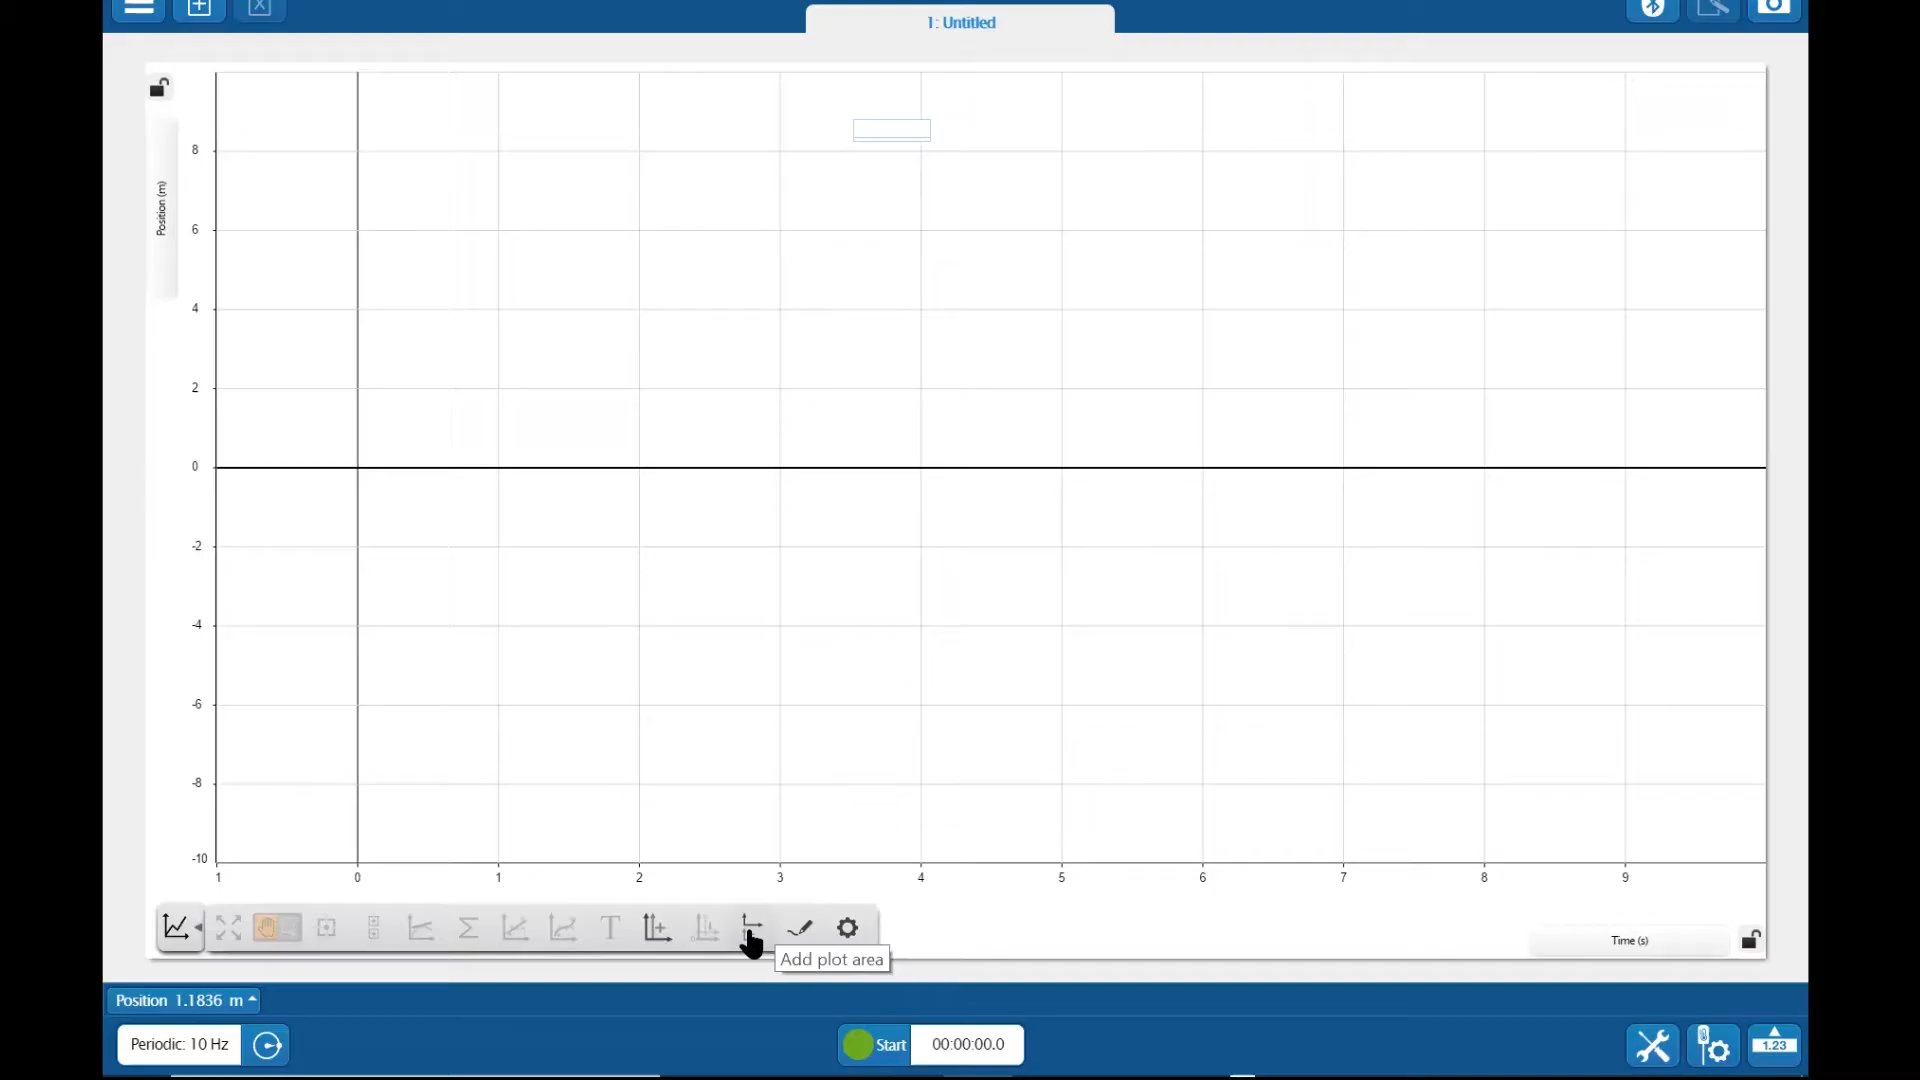 1: Untitled
Position (m)
8
6
4
2
0
-2
-4
-6
-8
-10
1 0 1 2 3 4 5 6 7 8 9
T
Add plot area
Time (s)
Position 1.1836 m
Periodic: 10 Hz
Start 00:00:00.0
1.23